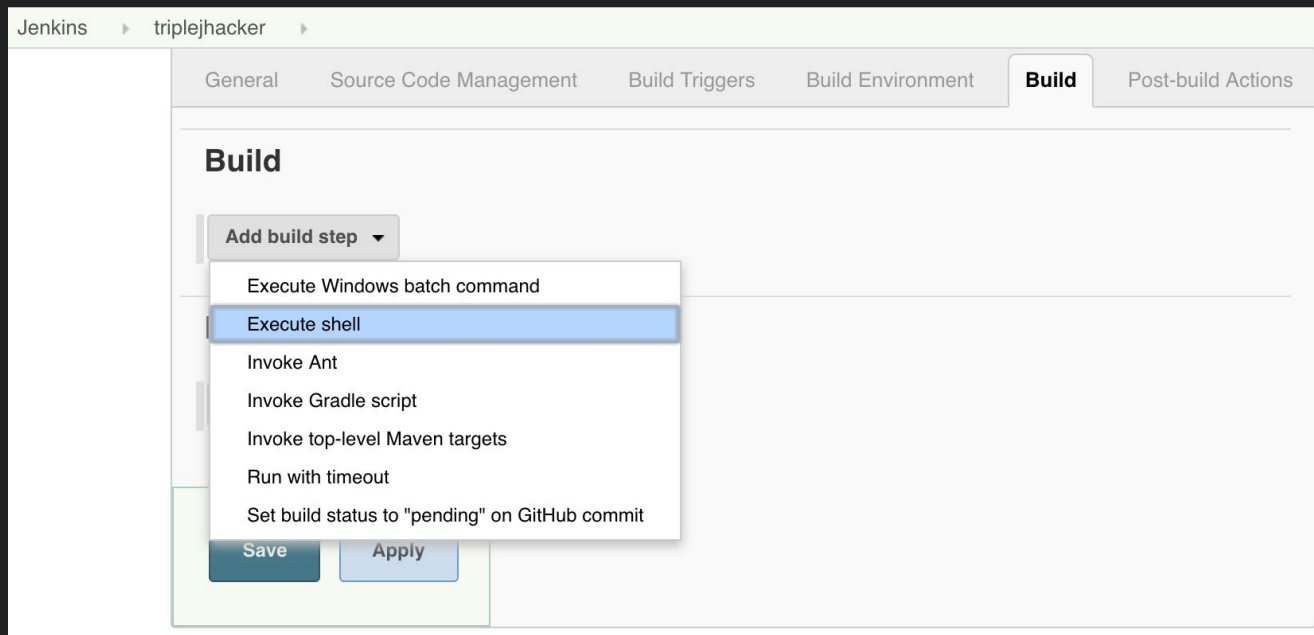 Jenkins triplejhacker
General Source Code Management Build Triggers Build Environment Build Post-build Actions
Build
Add build step
Execute Windows batch command
Execute shell
Invoke Ant
Invoke Gradle script
Invoke top-level Maven targets
Run with timeout
Set build status to "pending" on GitHub commit
Save Apply